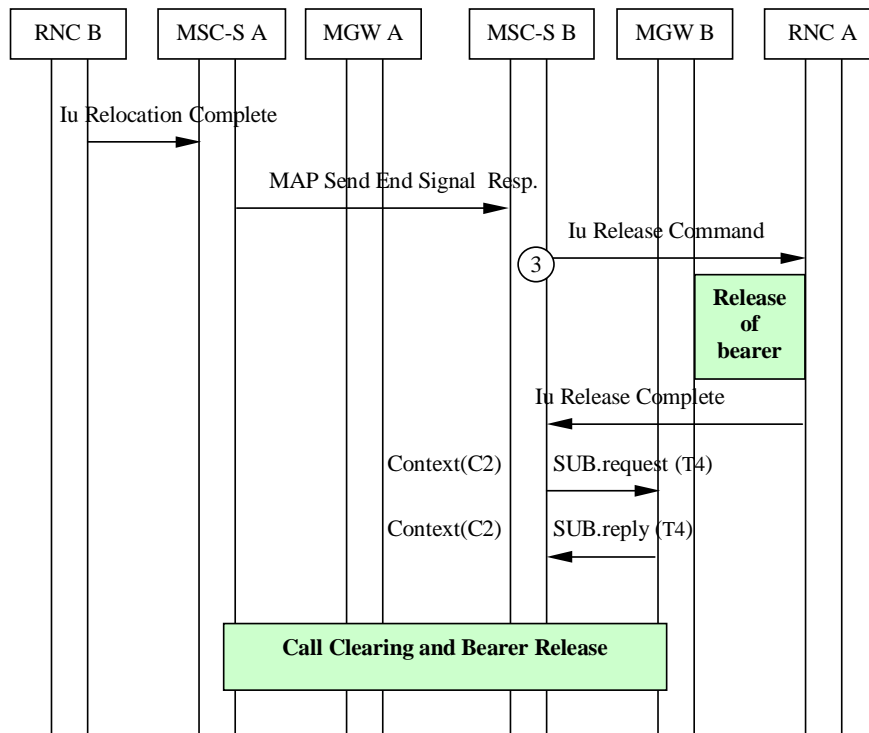 RNC B MSC-S A MGW A MSC-S B MGW B RNC A
Iu Relocation Complete
MAP Send End Signal Resp.
Iu Release Command
3
Release
of
bearer
Iu Release Complete
Context(C2) SUB.request (T4)
Context(C2) SUB.reply (T4)
Call Clearing and Bearer Release